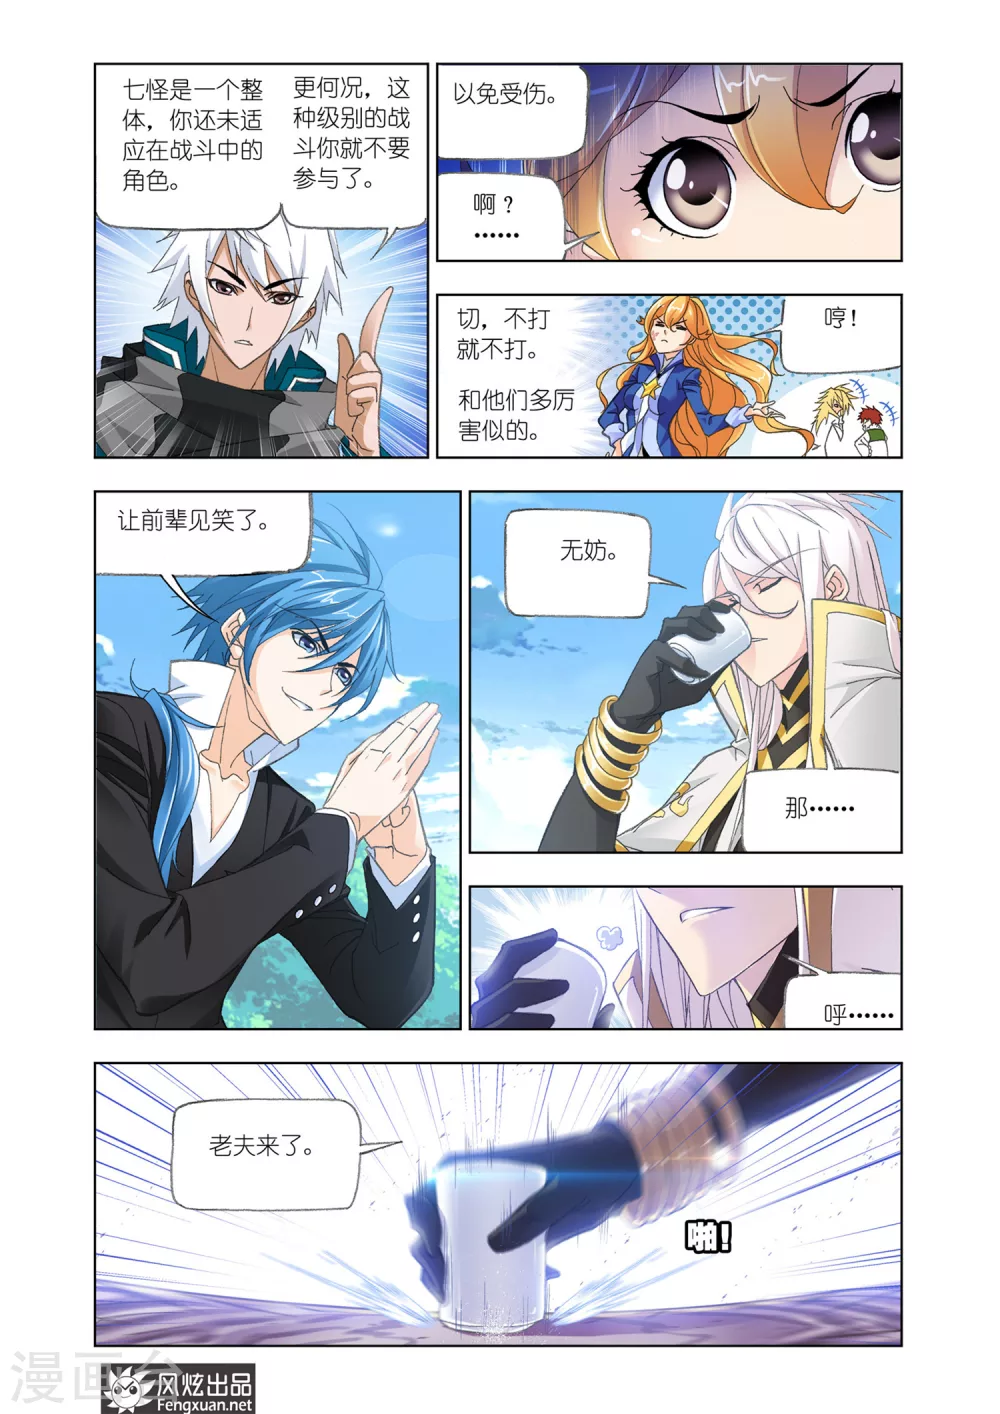 七怪是一个整
体，你还未适
应在战斗中的
角色。
更何况，这
种级别的战
斗你就不要
参与了。
以免受伤。
啊？
······
切，不打
就不打。
和他们多厉
害似的。
哼！
让前辈见笑了。
无妨。
那······
呼······
老夫来了。
啪！
漫画台
风炫出品
Fengxuan.net